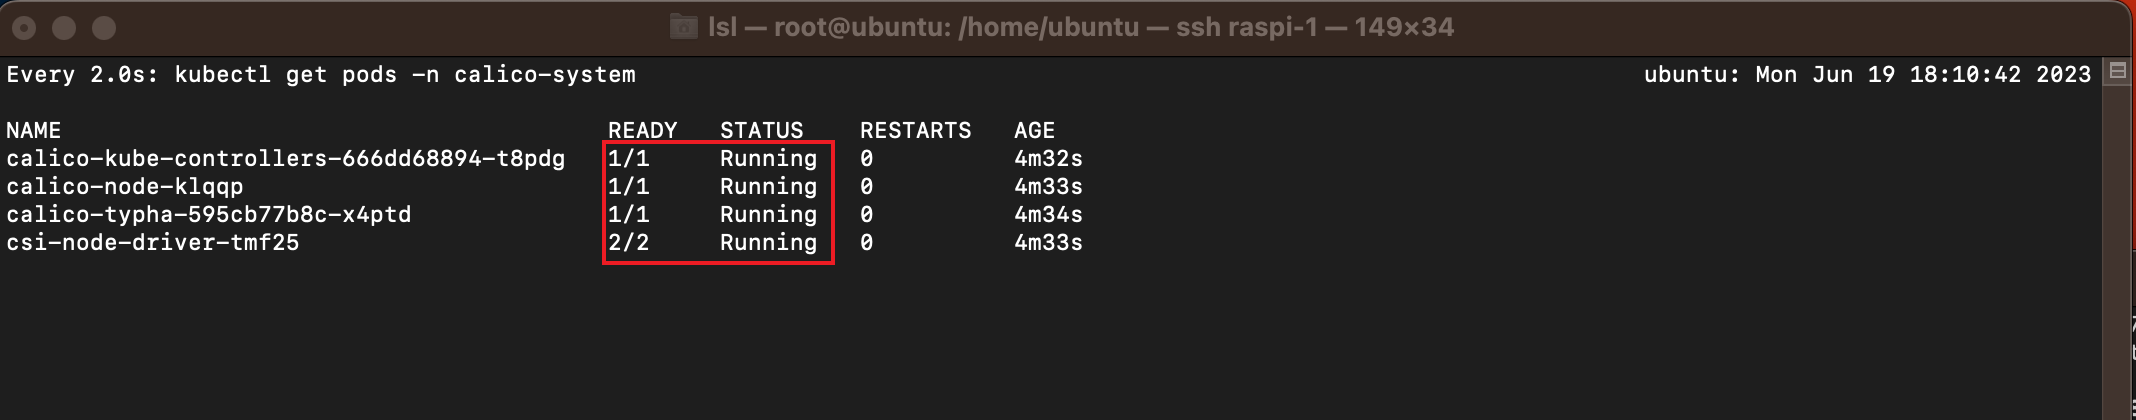 lsl — root@ubuntu: /home/ubuntu — ssh raspi-1 — 149×34
Every 2.0s: kubectl get pods -n calico-system ubuntu: Mon Jun 19 18:10:42 2023
NAME READY STATUS RESTARTS AGE
calico-kube-controllers-666dd68894-t8pdg 1/1 Running 0 4m32s
calico-node-klqqp 1/1 Running 0 4m33s
calico-typha-595cb77b8c-x4ptd 1/1 Running 0 4m34s
csi-node-driver-tmf25 2/2 Running 0 4m33s